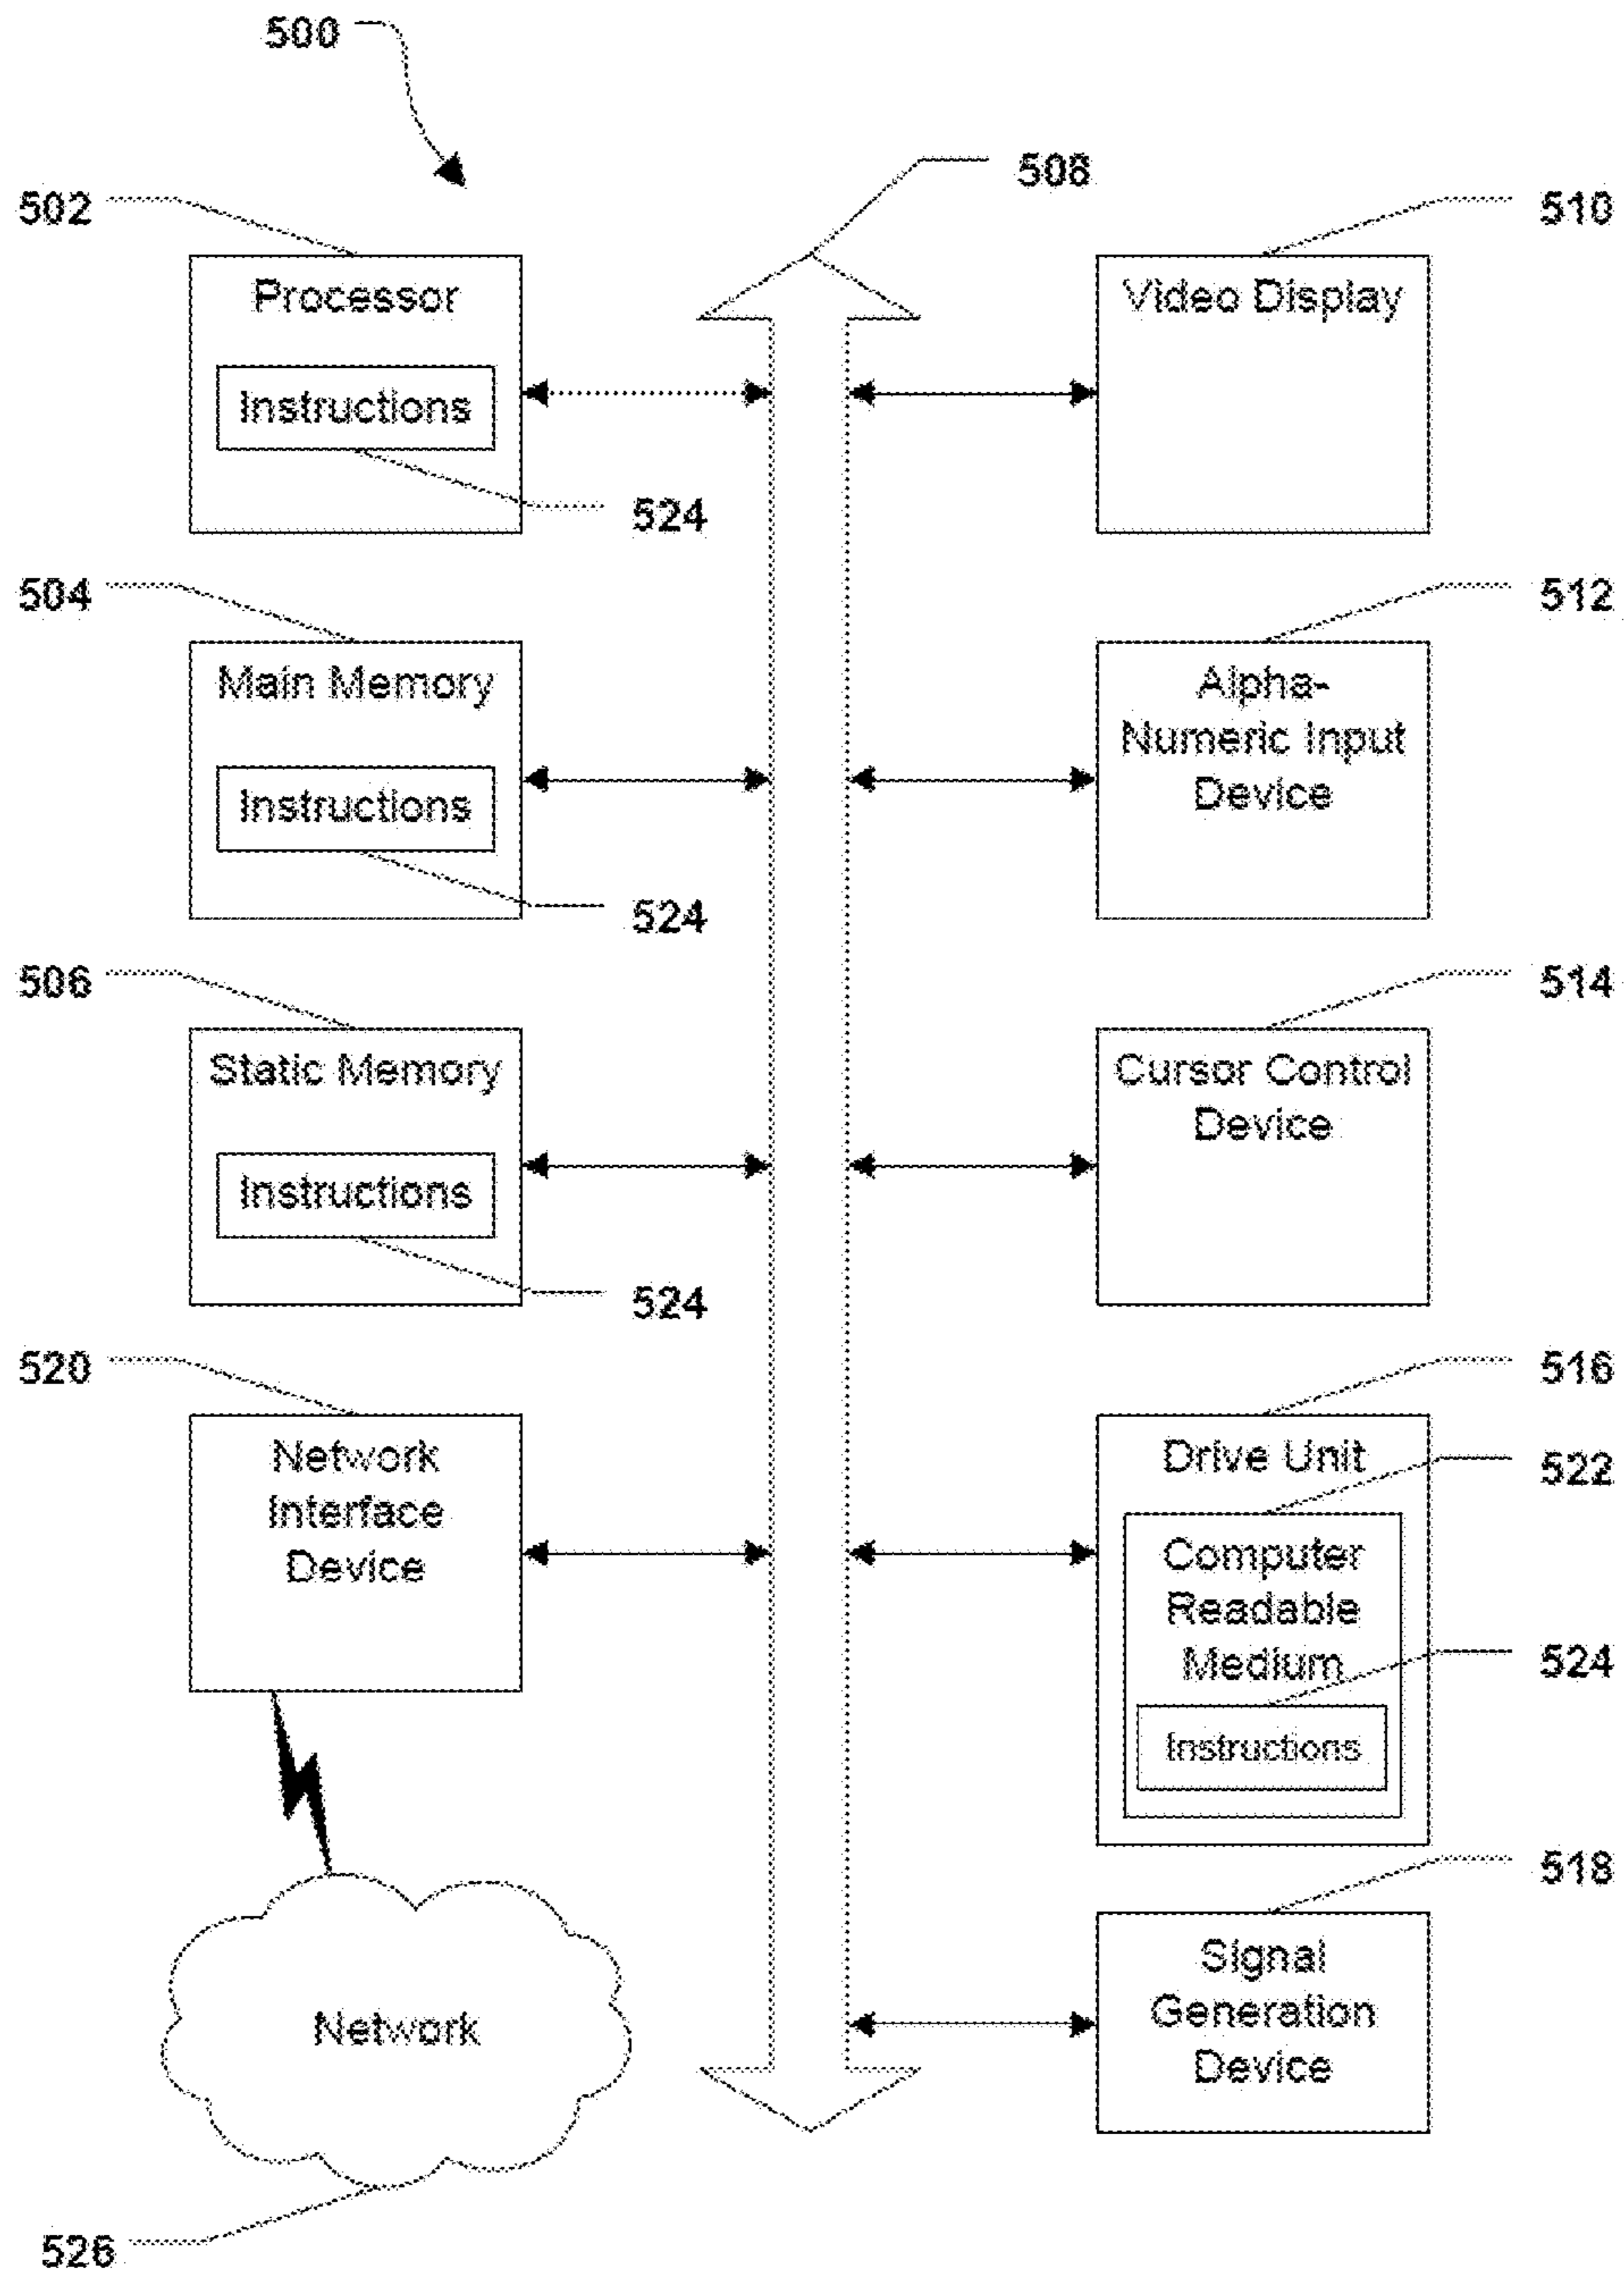 500
508
502
510
Processor
Video Display
Instructions
524
504
512
Main Memory
Alpha-
Numeric Input
Device
Instructions
524
506
514
Static Memory
Cursor Control
Device
Instructions
524
520
516
Network
Interface
Device
Drive Unit
522
Computer
Readable
Medium
524
Instructions
518
Signal
Generation
Device
Network
526